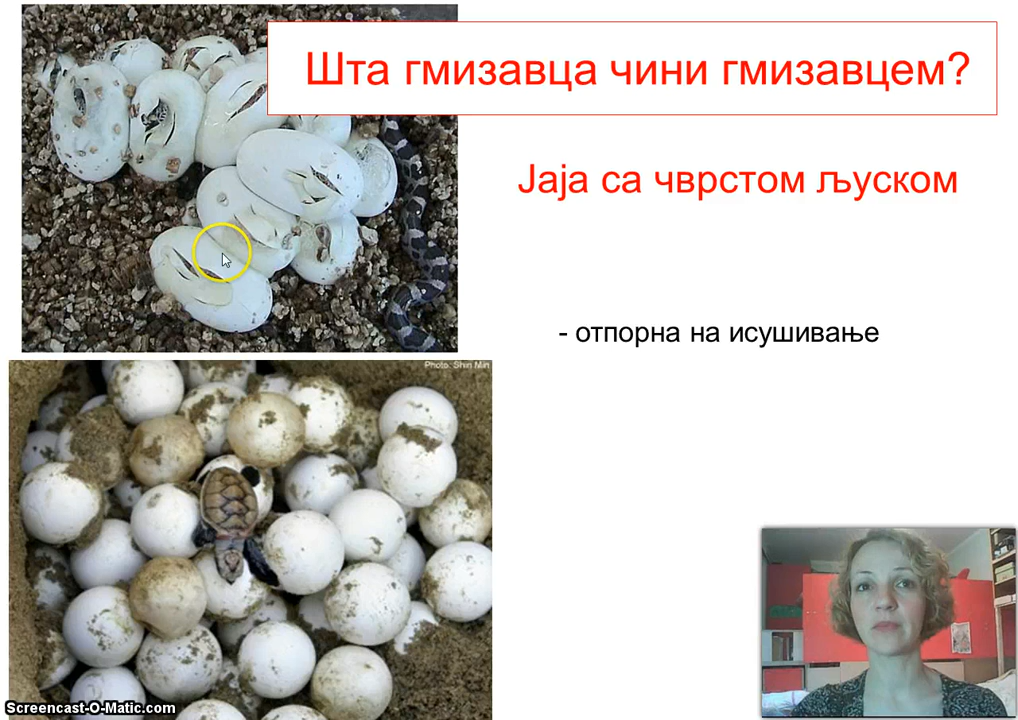 Шта гмизавца чини гмизавцем?
Јаја са чврстом љуском
- отпорна на исушивање
Photo: Shin Min
Screencast-O-Matic.com